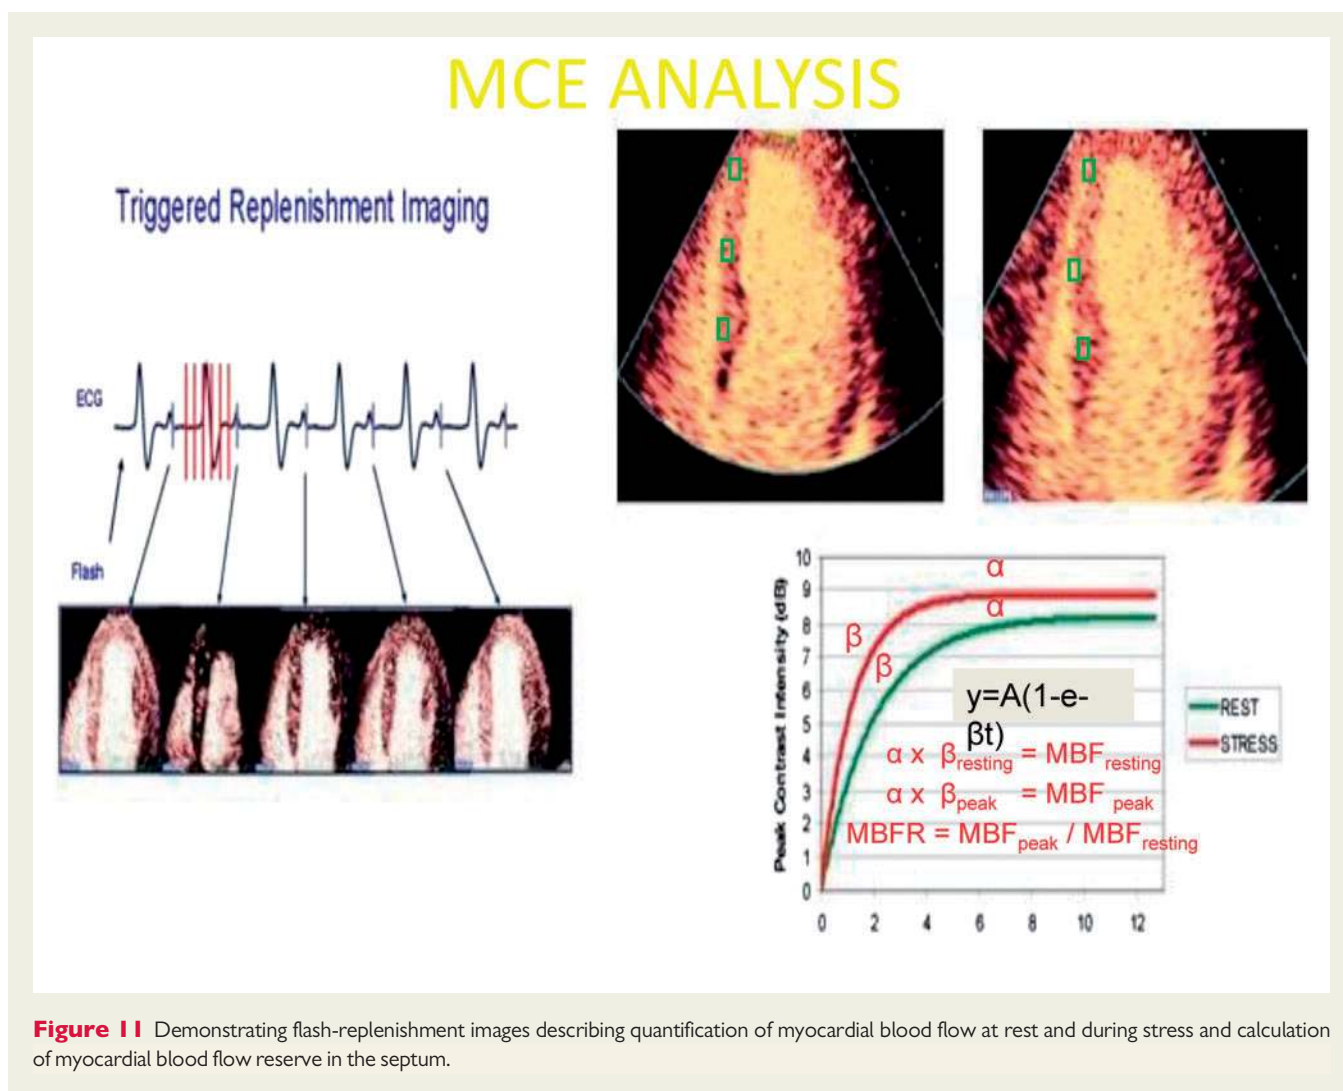 MCE ANALYSIS
Triggered Replenishment Imaging
ECG
Flash
Peak Contrast Intensity (dB)
10
9
8
7
6
5
4
3
2
1
0
0 2 4 6 8 10 12
α
α
β
β
y=A(1-e-
βt)
α x βresting = MBFresting
α x βpeak = MBF peak
MBFR = MBFpeak / MBFresting
REST
STRESS
Figure 11 Demonstrating flash-replenishment images describing quantification of myocardial blood flow at rest and during stress and calculation
of myocardial blood flow reserve in the septum.